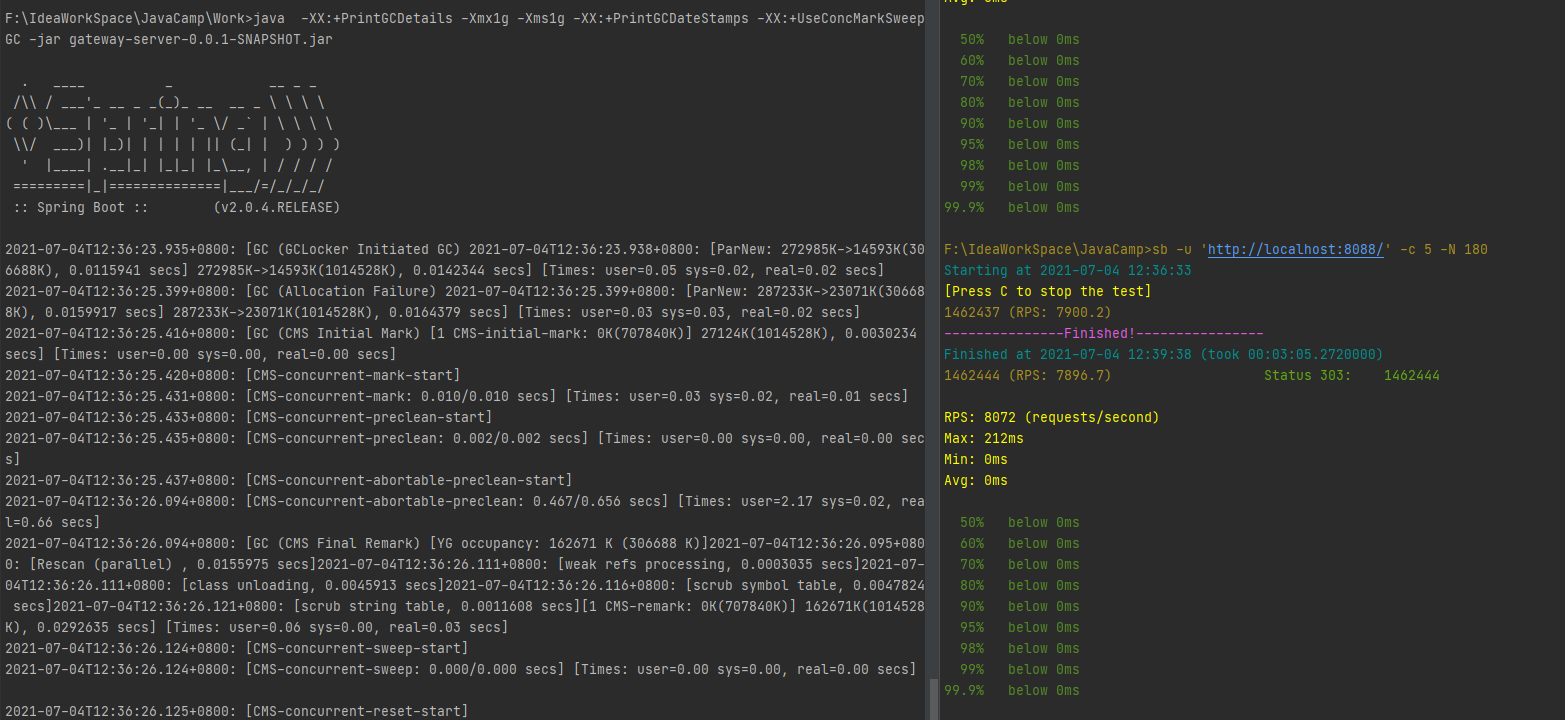 F:\IdeaWorkSpace\JavaCamp\Work>java  -XX:+PrintGCDetails -Xmx1g -Xms1g -XX:+PrintGCDateStamps -XX:+UseConcMarkSweep
GC -jar gateway-server-0.0.1-SNAPSHOT.jar

  .   ____          _            __ _ _
 /\\ / ___'_ __ _ _(_)_ __  __ _ \ \ \ \
( ( )\___ | '_ | '_| | '_ \/ _` | \ \ \ \
 \\/  ___)| |_)| | | | | || (_| |  ) ) ) )
  '  |____| .__|_| |_|_| |_\__, | / / / /
 =========|_|==============|___/=/_/_/_/
 :: Spring Boot ::        (v2.0.4.RELEASE)

2021-07-04T12:36:23.935+0800: [GC (GCLocker Initiated GC) 2021-07-04T12:36:23.938+0800: [ParNew: 272985K->14593K(30
6688K), 0.0115941 secs] 272985K->14593K(1014528K), 0.0142344 secs] [Times: user=0.05 sys=0.02, real=0.02 secs]
2021-07-04T12:36:25.399+0800: [GC (Allocation Failure) 2021-07-04T12:36:25.399+0800: [ParNew: 287233K->23071K(30668
8K), 0.0159917 secs] 287233K->23071K(1014528K), 0.0164379 secs] [Times: user=0.03 sys=0.03, real=0.02 secs]
2021-07-04T12:36:25.416+0800: [GC (CMS Initial Mark) [1 CMS-initial-mark: 0K(707840K)] 27124K(1014528K), 0.0030234
secs] [Times: user=0.00 sys=0.00, real=0.00 secs]
2021-07-04T12:36:25.420+0800: [CMS-concurrent-mark-start]
2021-07-04T12:36:25.431+0800: [CMS-concurrent-mark: 0.010/0.010 secs] [Times: user=0.03 sys=0.02, real=0.01 secs]
2021-07-04T12:36:25.433+0800: [CMS-concurrent-preclean-start]
2021-07-04T12:36:25.435+0800: [CMS-concurrent-preclean: 0.002/0.002 secs] [Times: user=0.00 sys=0.00, real=0.00 sec
s]
2021-07-04T12:36:25.437+0800: [CMS-concurrent-abortable-preclean-start]
2021-07-04T12:36:26.094+0800: [CMS-concurrent-abortable-preclean: 0.467/0.656 secs] [Times: user=2.17 sys=0.02, rea
l=0.66 secs]
2021-07-04T12:36:26.094+0800: [GC (CMS Final Remark) [YG occupancy: 162671 K (306688 K)]2021-07-04T12:36:26.095+080
0: [Rescan (parallel) , 0.0155975 secs]2021-07-04T12:36:26.111+0800: [weak refs processing, 0.0003035 secs]2021-07-
04T12:36:26.111+0800: [class unloading, 0.0045913 secs]2021-07-04T12:36:26.116+0800: [scrub symbol table, 0.0047824
 secs]2021-07-04T12:36:26.121+0800: [scrub string table, 0.0011608 secs][1 CMS-remark: 0K(707840K)] 162671K(1014528
K), 0.0292635 secs] [Times: user=0.06 sys=0.00, real=0.03 secs]
2021-07-04T12:36:26.124+0800: [CMS-concurrent-sweep-start]
2021-07-04T12:36:26.124+0800: [CMS-concurrent-sweep: 0.000/0.000 secs] [Times: user=0.00 sys=0.00, real=0.00 secs]

2021-07-04T12:36:26.125+0800: [CMS-concurrent-reset-start]
Avg: 0ms

  50%   below 0ms
  60%   below 0ms
  70%   below 0ms
  80%   below 0ms
  90%   below 0ms
  95%   below 0ms
  98%   below 0ms
  99%   below 0ms
99.9%   below 0ms

F:\IdeaWorkSpace\JavaCamp>sb -u 'http://localhost:8088/' -c 5 -N 180
Starting at 2021-07-04 12:36:33
[Press C to stop the test]
1462437 (RPS: 7900.2)
---------------Finished!----------------
Finished at 2021-07-04 12:39:38 (took 00:03:05.2720000)
1462444 (RPS: 7896.7)                   Status 303:    1462444

RPS: 8072 (requests/second)
Max: 212ms
Min: 0ms
Avg: 0ms

  50%   below 0ms
  60%   below 0ms
  70%   below 0ms
  80%   below 0ms
  90%   below 0ms
  95%   below 0ms
  98%   below 0ms
  99%   below 0ms
99.9%   below 0ms